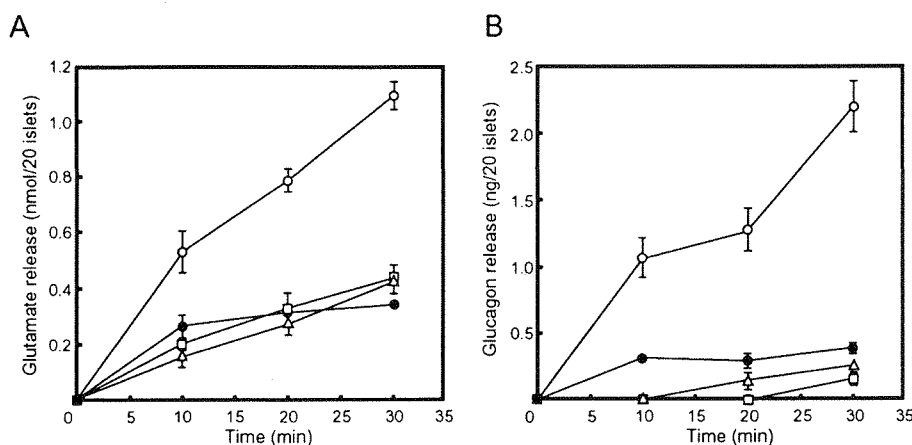 A
B
Glutamate release (nmol/20 islets)
1.2
1.0
0.8
0.6
0.4
0.2
0
0 5 10 15 20 25 30 35
Time (min)
Glucagon release (ng/20 islets)
2.5
2.0
1.5
1.0
0.5
0
0 5 10 15 20 25 30 35
Time (min)